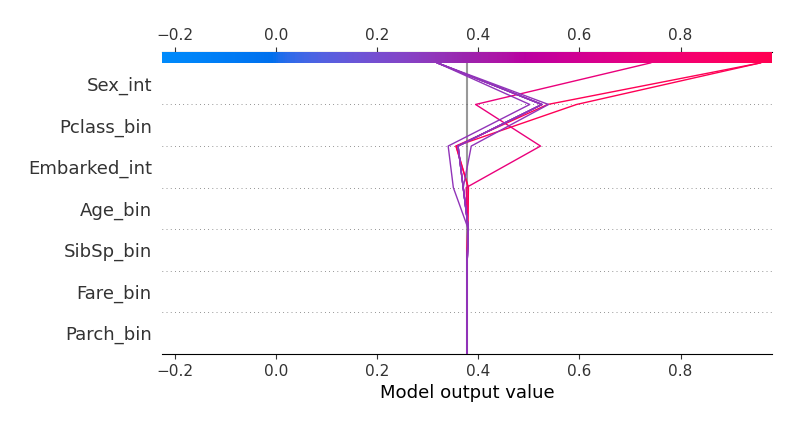 −0.2 0.0 0.2 0.4 0.6 0.8
Sex_int
Pclass_bin
Embarked_int
Age_bin
SibSp_bin
Fare_bin
Parch_bin
−0.2 0.0 0.2 0.4 0.6 0.8
Model output value